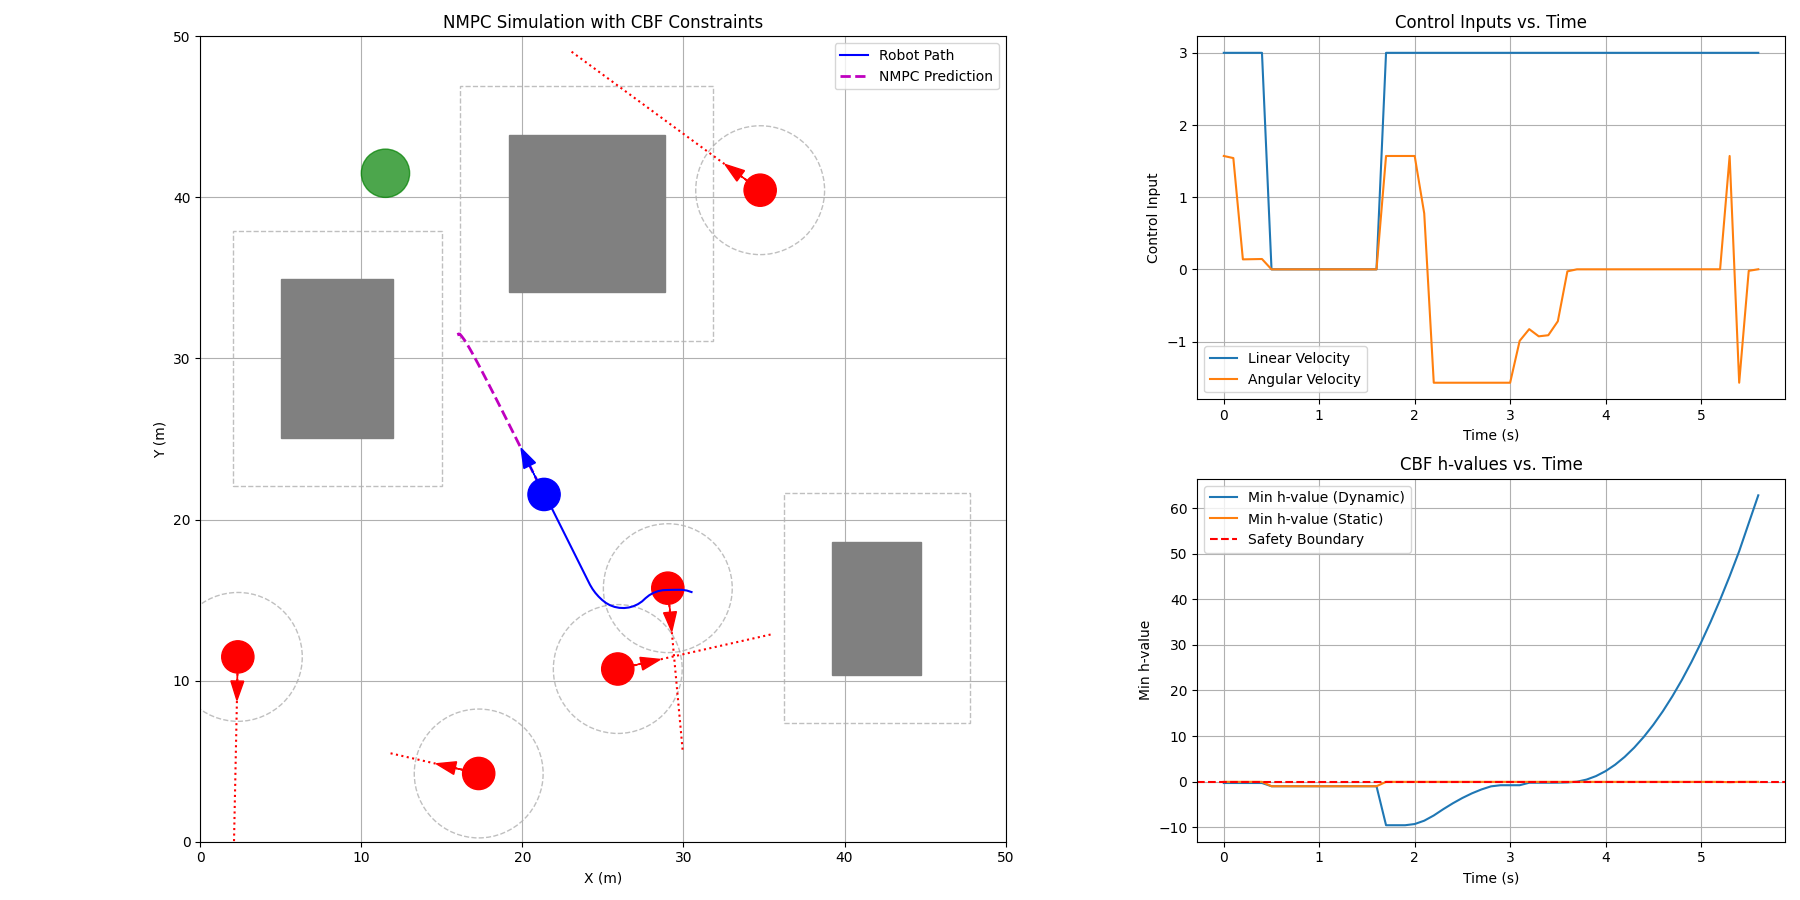 NMPC Simulation with CBF Constraints
Robot Path
NMPC Prediction
50
40
30
20
10
0
Y (m)
0 10 20 30 40 50
X (m)
Control Inputs vs. Time
3
2
1
0
−1
Control Input
Linear Velocity
Angular Velocity
0 1 2 3 4 5
Time (s)
CBF h-values vs. Time
Min h-value (Dynamic)
Min h-value (Static)
Safety Boundary
60
50
40
30
20
10
0
−10
Min h-value
0 1 2 3 4 5
Time (s)